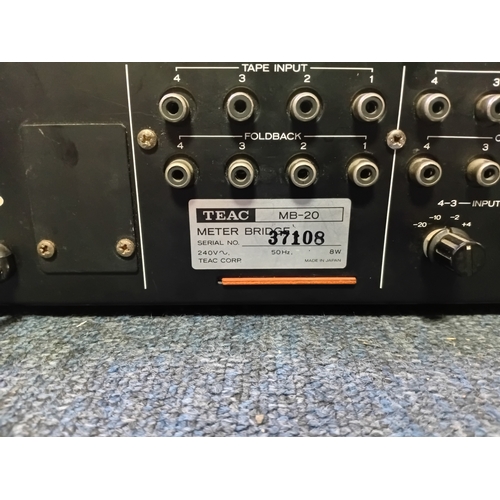 TAPE INPUT
4 3 2 1
FOLDBACK
4 3 2 1
4 3
4
4-3 INPUT
-20 -10 -2 +4
TEAC MB-20
METER BRIDGE
SERIAL NO. 37108
240V~, 50Hz, 8W
TEAC CORP. MADE IN JAPAN